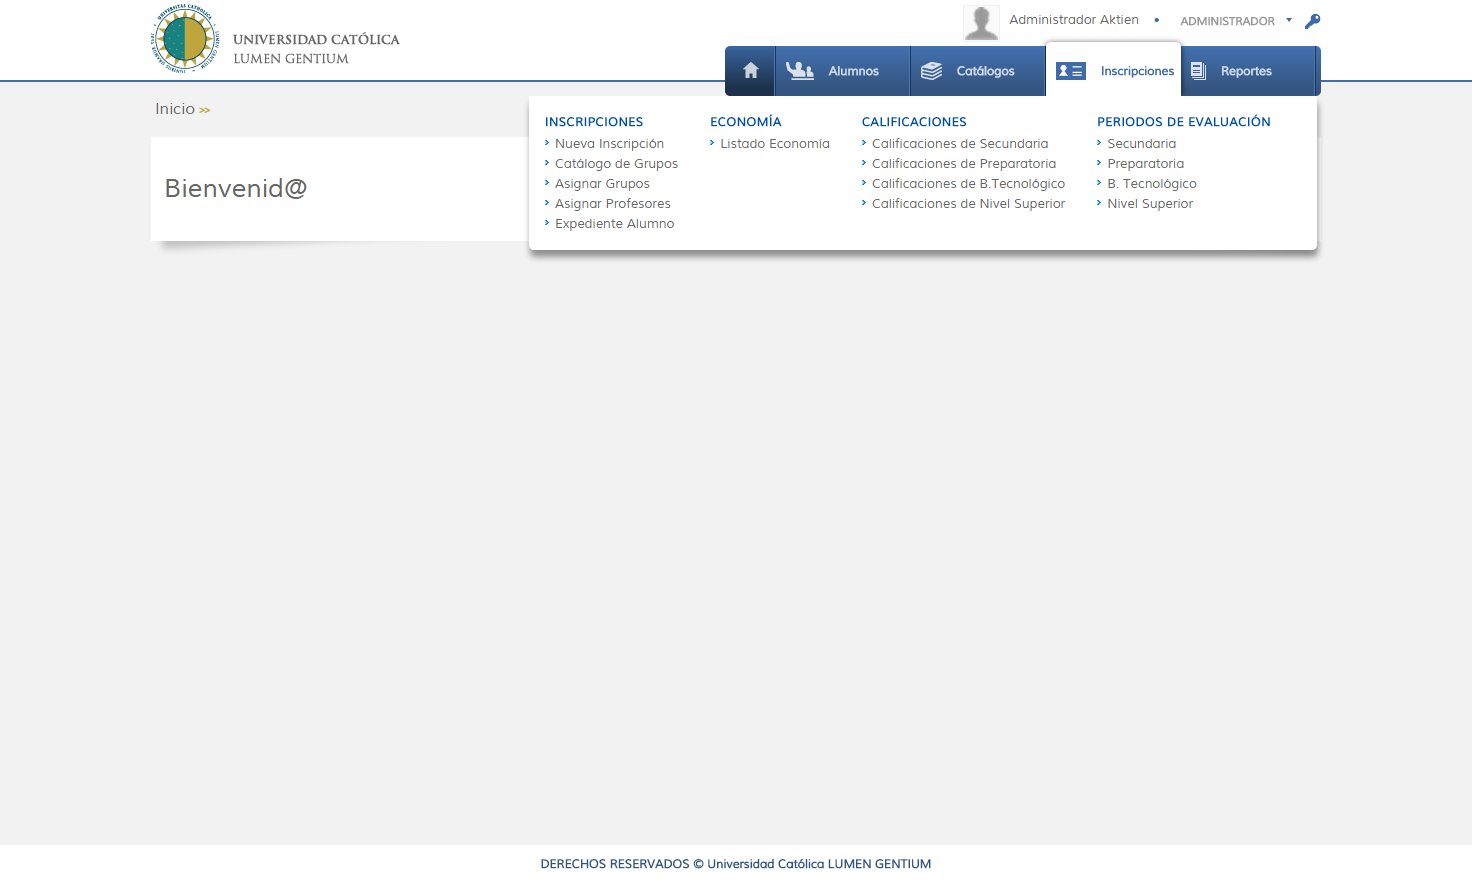 UNIVERSIDAD CATÓLICA
LUMEN GENTIUM
Administrador Aktien • ADMINISTRADOR
Alumnos Catálogos Inscripciones Reportes
Inicio >>
Bienvenid@
INSCRIPCIONES
Nueva Inscripción
Catálogo de Grupos
Asignar Grupos
Asignar Profesores
Expediente Alumno
ECONOMÍA
Listado Economía
CALIFICACIONES
Calificaciones de Secundaria
Calificaciones de Preparatoria
Calificaciones de B.Tecnológico
Calificaciones de Nivel Superior
PERIODOS DE EVALUACIÓN
Secundaria
Preparatoria
B. Tecnológico
Nivel Superior
DERECHOS RESERVADOS © Universidad Católica LUMEN GENTIUM